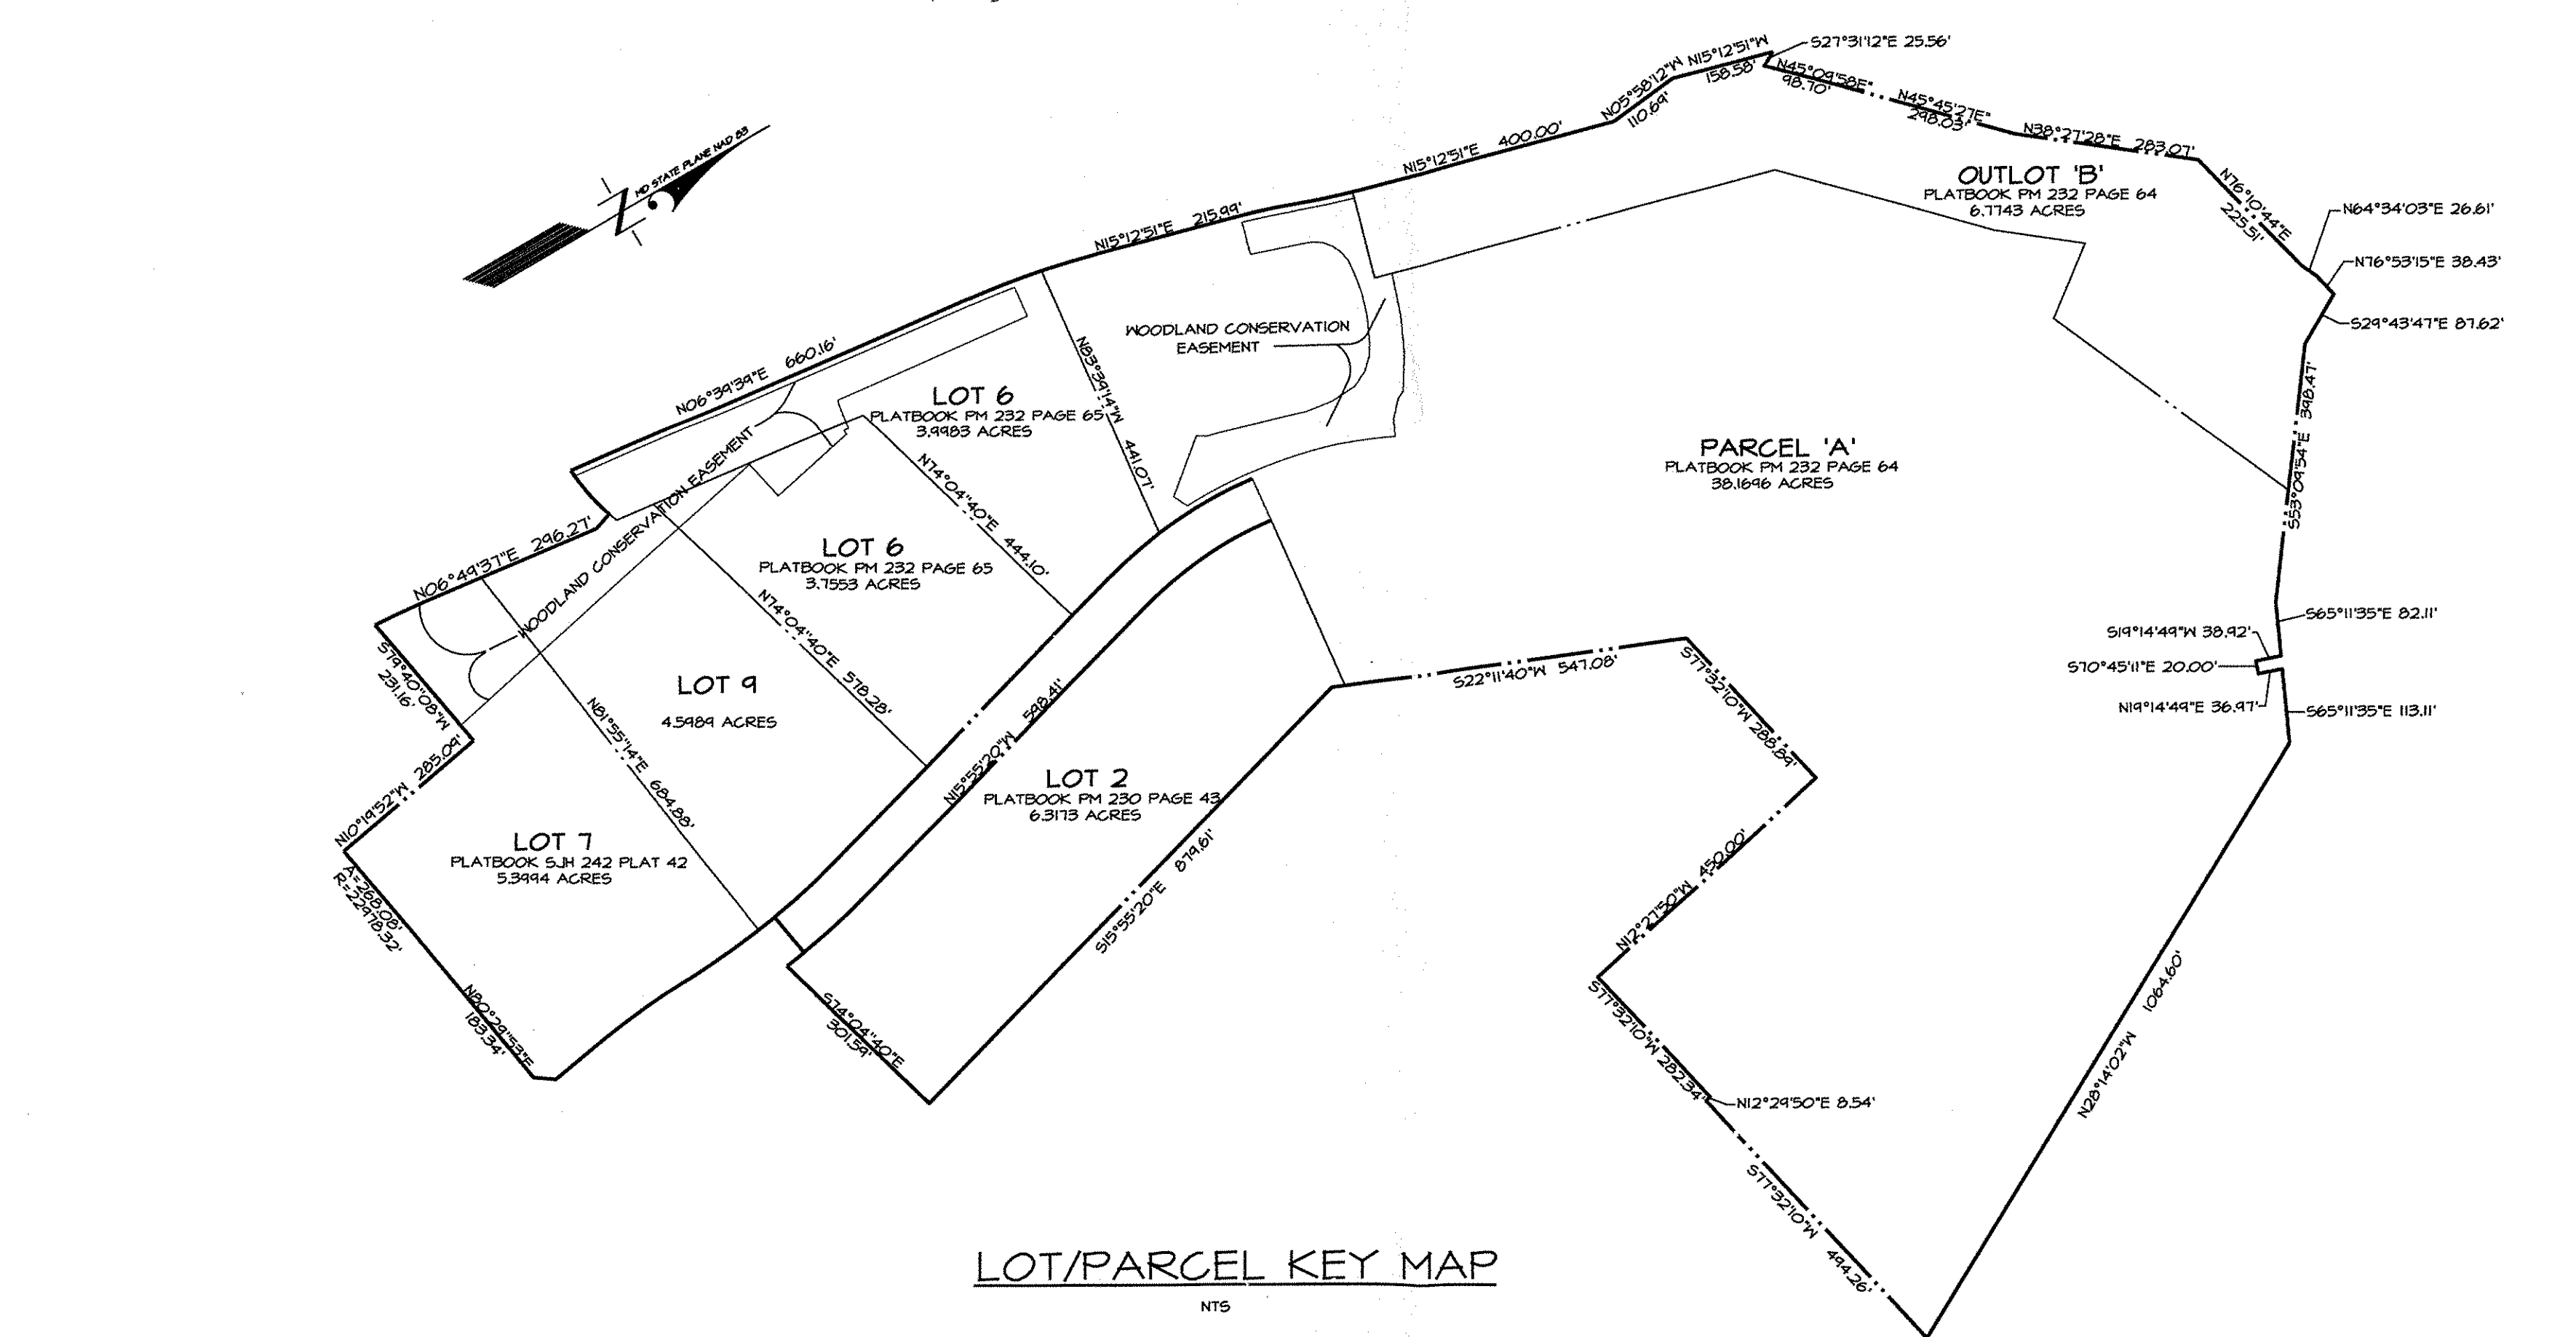 N15°12'51"W
158.58'
S27°31'12"E 25.56'
N05°58'12"W
110.69'
N45°09'58E"
98.70'
N45°45'27E"
298.03'
N38°27'28"E 283.07'
MD STATE PLANE NAD 83
N
N15°12'51"E 400.00'
OUTLOT 'B'
PLATBOOK PM 232 PAGE 64
6.7743 ACRES
N76°10'44"E
225.51'
N64°34'03"E 26.61'
N76°53'15"E 38.43'
S29°43'47"E 87.62'
N15°12'51"E 215.99'
WOODLAND CONSERVATION
EASEMENT
N06°39'39"E 660.16'
LOT 6
PLATBOOK PM 232 PAGE 65
3.9983 ACRES
N83°39'14"W 441.07'
PARCEL 'A'
PLATBOOK PM 232 PAGE 64
38.1696 ACRES
S53°09'54"E 398.47'
WOODLAND CONSERVATION EASEMENT
N06°49'37"E 296.27'
N74°04"40"E 444.10'
LOT 6
PLATBOOK PM 232 PAGE 65
3.7553 ACRES
N74°04"40"E 578.28'
S65°11'35"E 82.11'
S19°14'49"W 38.92'
S70°45'11"E 20.00'
N19°14'49"E 36.97'
S65°11'35"E 113.11'
S22°11'40"W 547.08'
S77°32'10"W 288.89'
S79°40"08"W
231.16'
LOT 9
4.5989 ACRES
N81°55'14"E 684.88'
N15°55'20"W 598.41'
LOT 2
PLATBOOK PM 230 PAGE 43
6.3173 ACRES
N10°19'52"W 285.09'
LOT 7
PLATBOOK SJH 242 PLAT 42
5.3994 ACRES
A=268.08'
R=22978.32'
S15°55'20"E 879.61'
N12°27'50"W 450.00'
N80°29"53"E
183.34'
S74°04"40"E
301.59'
S77°32'10"W 282.34'
N12°29'50"E 8.54'
N28°14'02"W 1064.60'
S77°32'10"W 494.26'
LOT/PARCEL KEY MAP
NTS